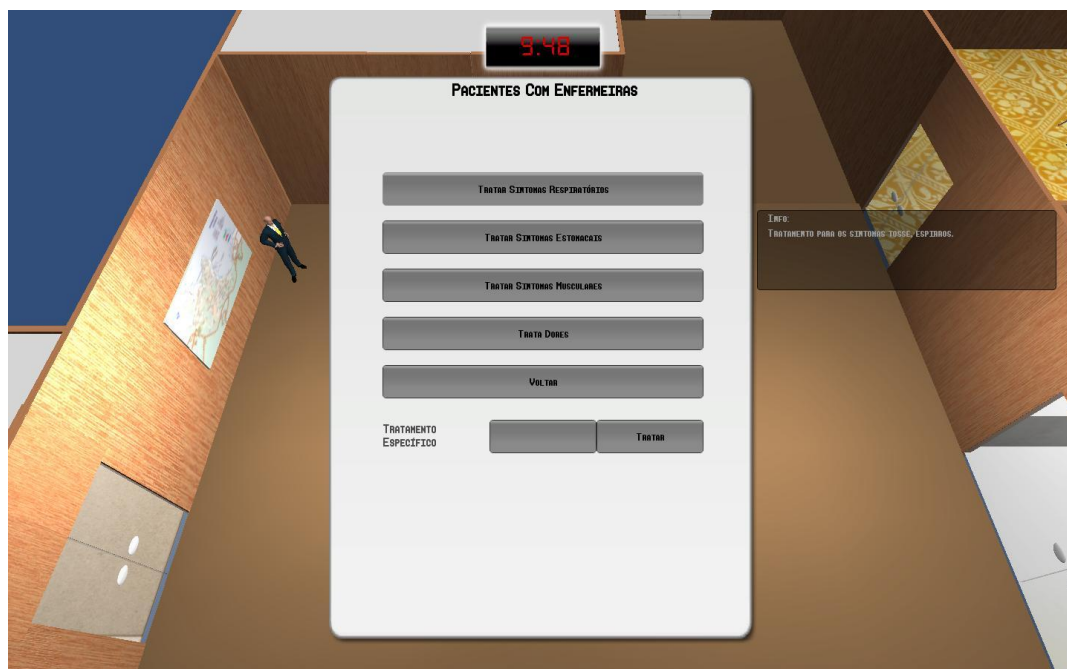 9:48
Pacientes Com Enfermeiras
Tratar Sintomas Respiratórios
Tratar Sintomas Estomacais
Tratar Sintomas Musculares
Trata Dores
Voltar
Tratamento
Específico
Tratar
Info:
Tratamento para os sintomas tosse, espirros.